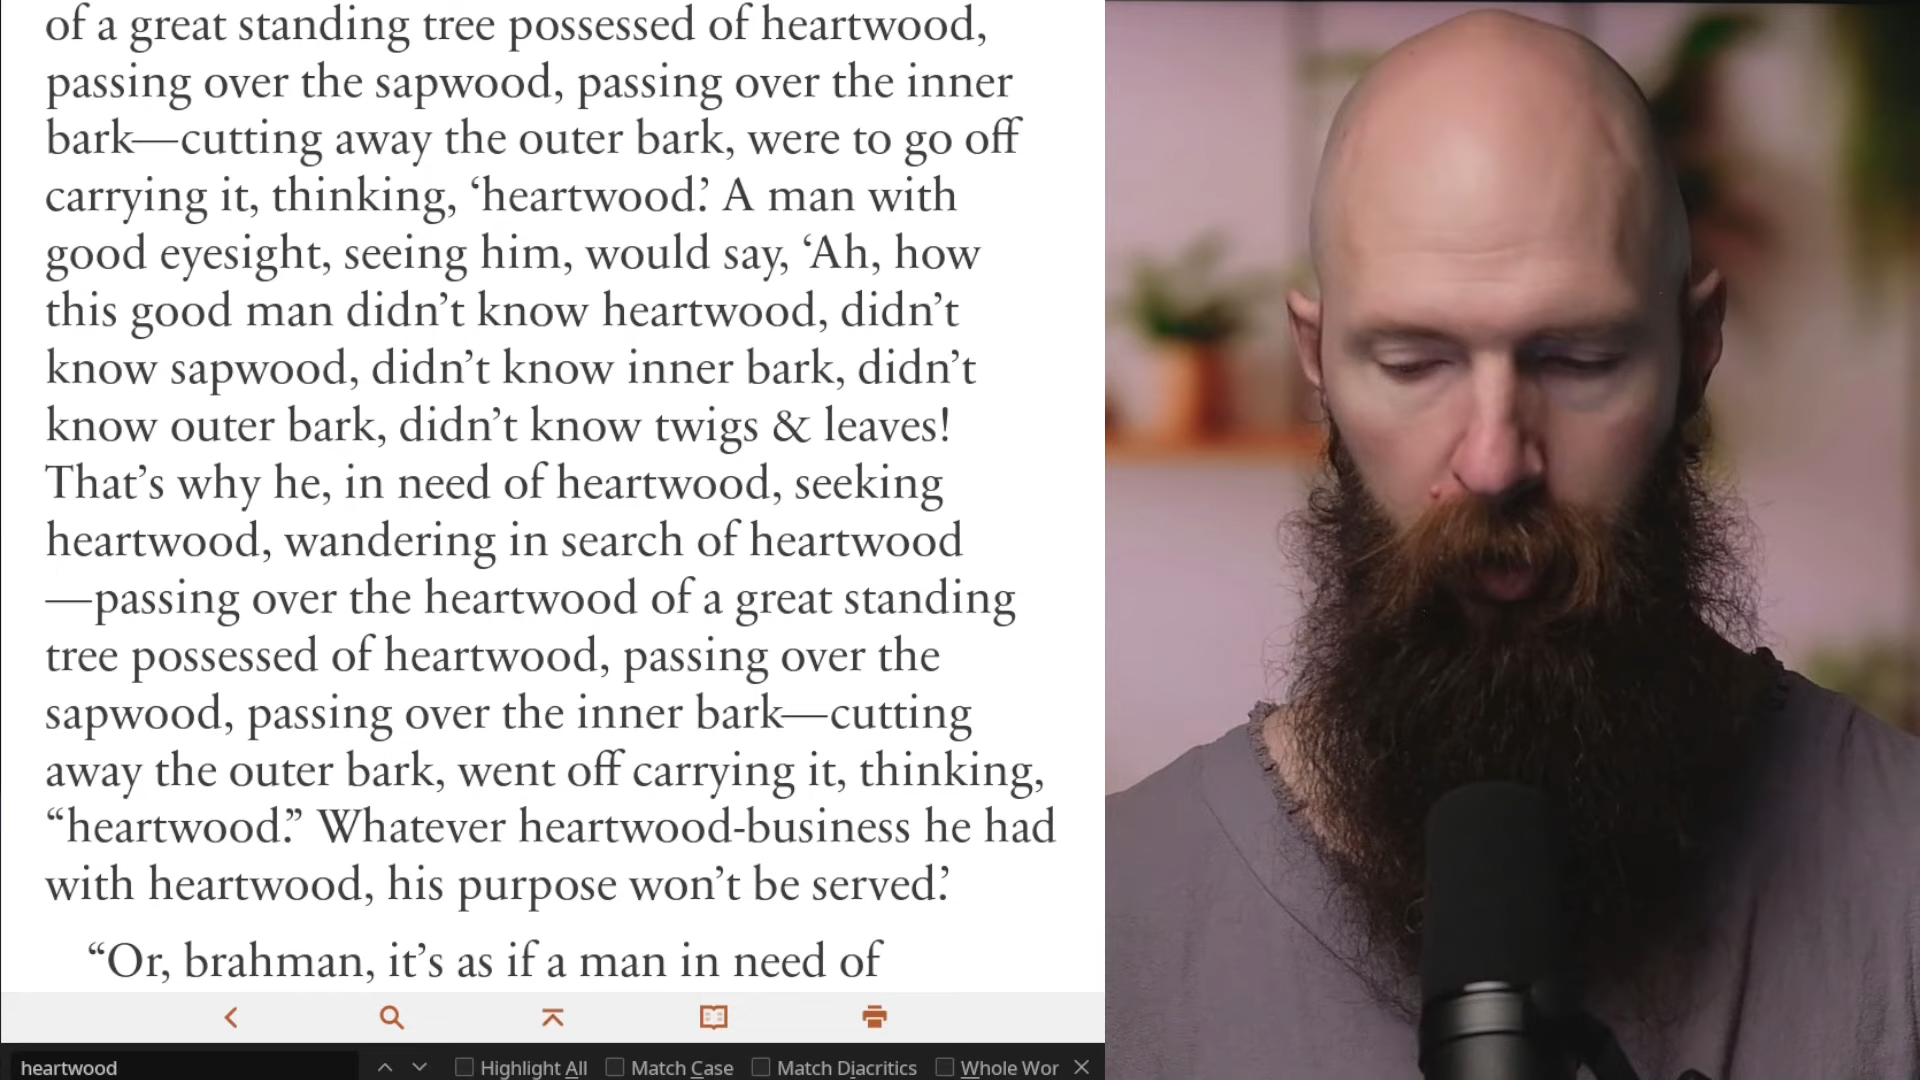 of a great standing tree possessed of heartwood,
passing over the sapwood, passing over the inner
bark—cutting away the outer bark, were to go off
carrying it, thinking, ‘heartwood.’ A man with
good eyesight, seeing him, would say, ‘Ah, how
this good man didn’t know heartwood, didn’t
know sapwood, didn’t know inner bark, didn’t
know outer bark, didn’t know twigs & leaves!
That’s why he, in need of heartwood, seeking
heartwood, wandering in search of heartwood
—passing over the heartwood of a great standing
tree possessed of heartwood, passing over the
sapwood, passing over the inner bark—cutting
away the outer bark, went off carrying it, thinking,
“heartwood.” Whatever heartwood-business he had
with heartwood, his purpose won’t be served.’
“Or, brahman, it’s as if a man in need of
heartwood Highlight All Match Case Match Diacritics Whole Wor